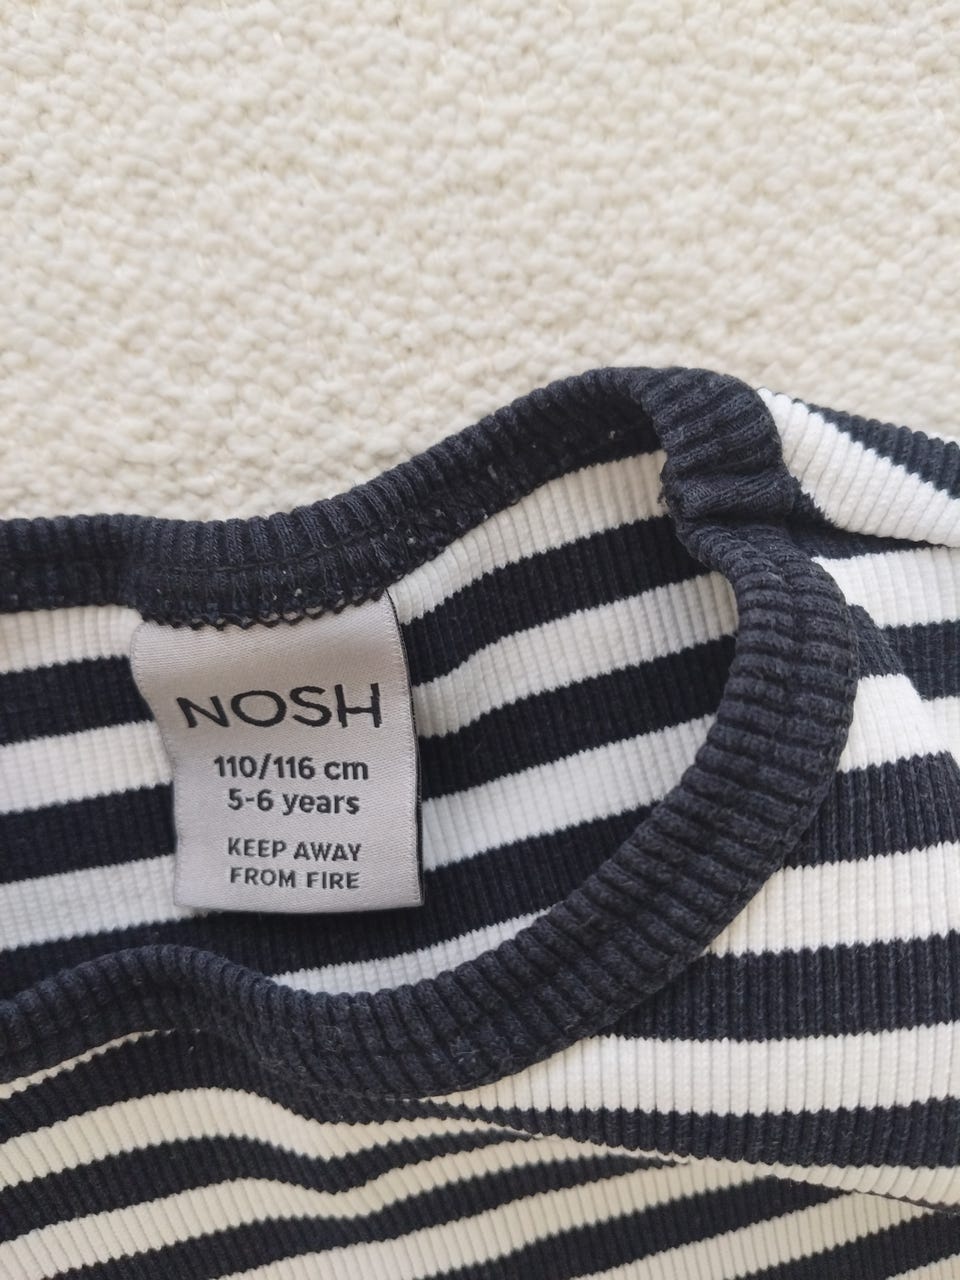 NOSH
110/116 cm
5-6 years
KEEP AWAY
FROM FIRE